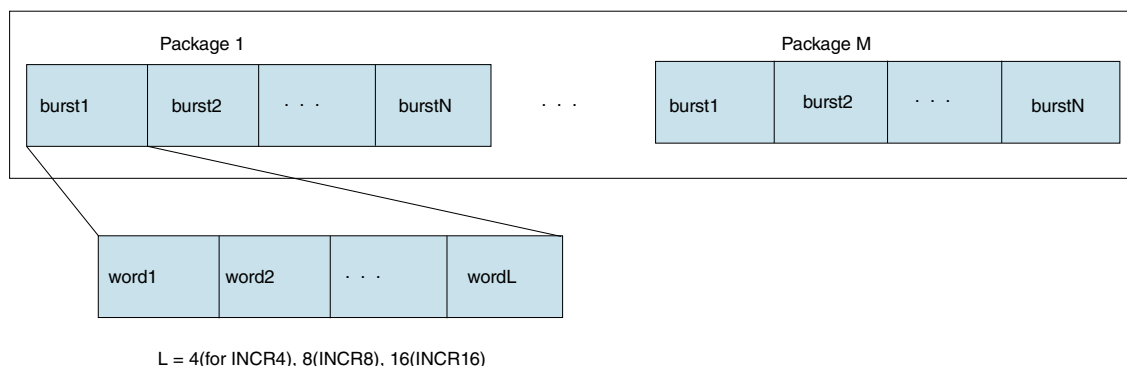 Package 1 Package M
burst1 burst2 . . . burstN . . . burst1 burst2 . . . burstN
word1 word2 . . . wordL
L = 4(for INCR4), 8(INCR8), 16(INCR16)